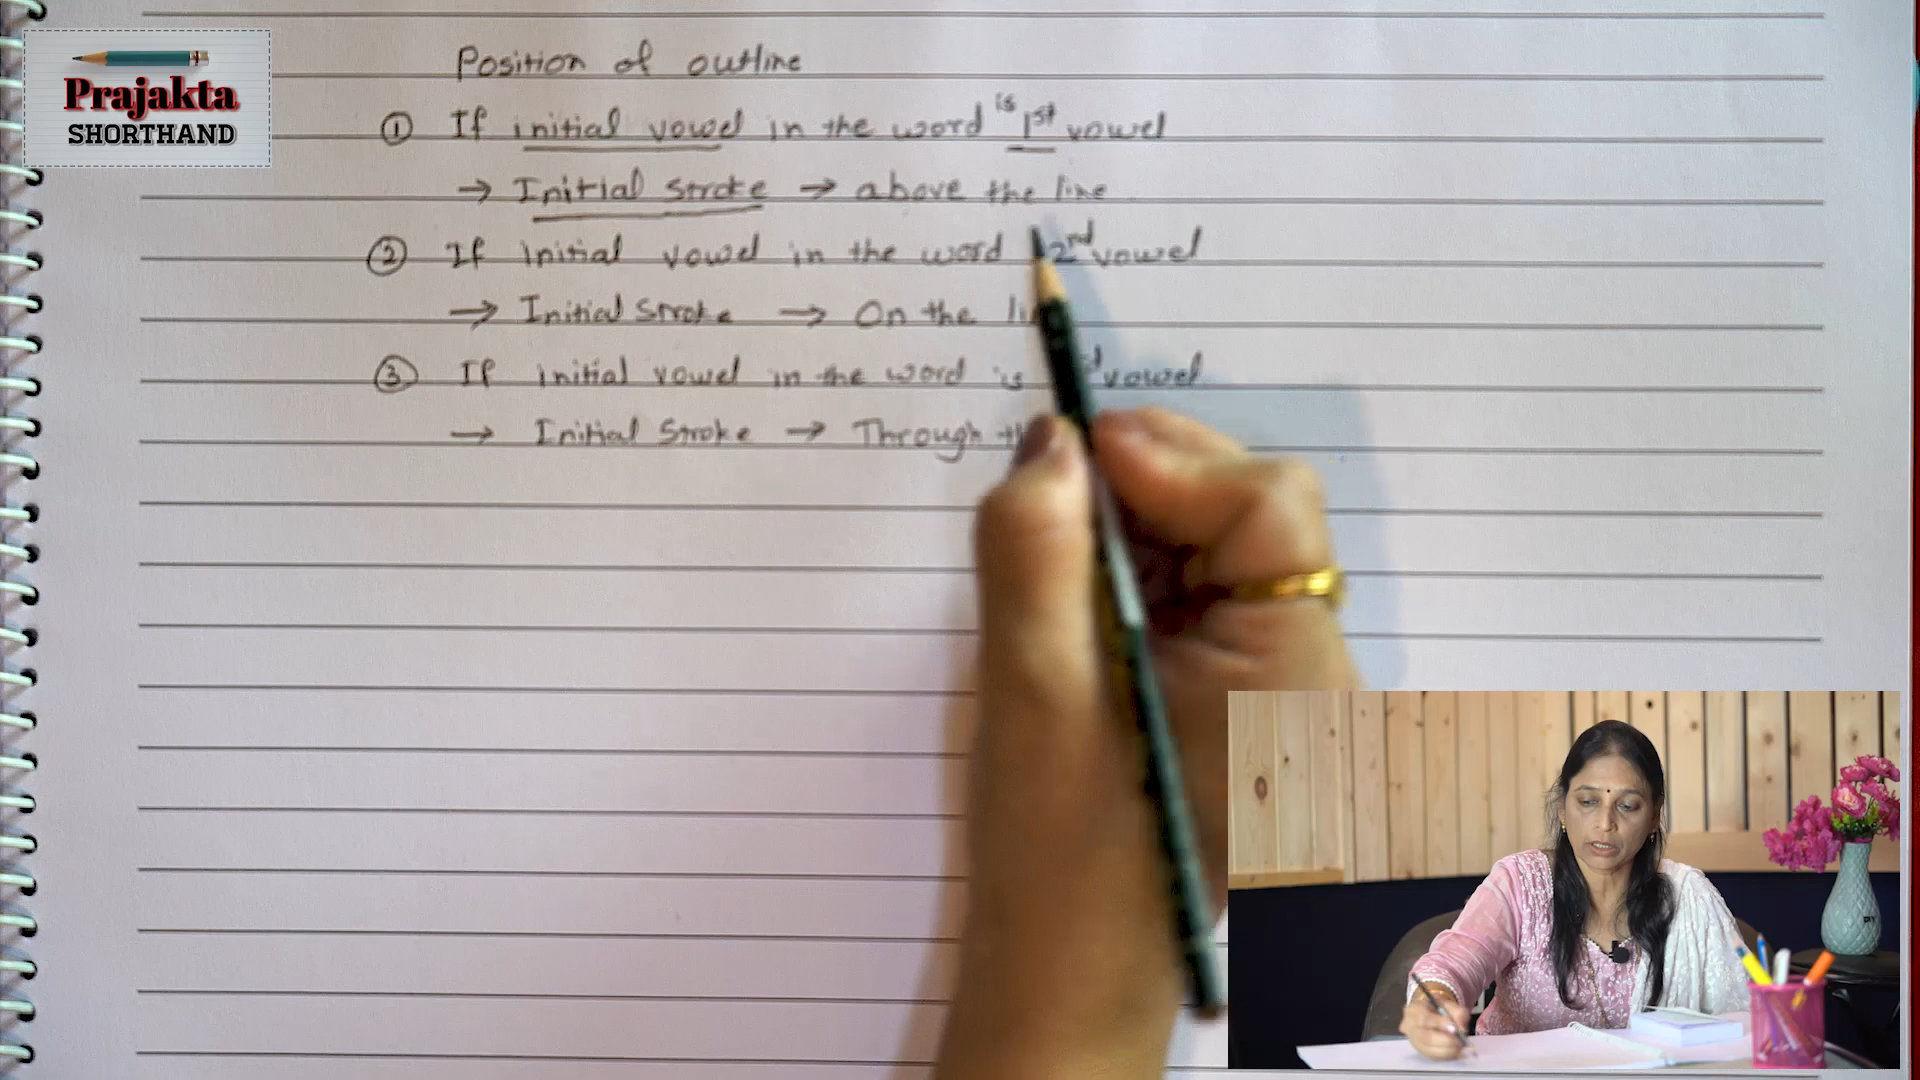 Prajakta
SHORTHAND
Position of outline
① If initial vowel in the word is 1st vowel
→ Initial Stroke → above the line
② If initial vowel in the word 2nd vowel
→ Initial Stroke → On the
③ If initial vowel in the word is vowel
→ Initial Stroke → Through
DIY